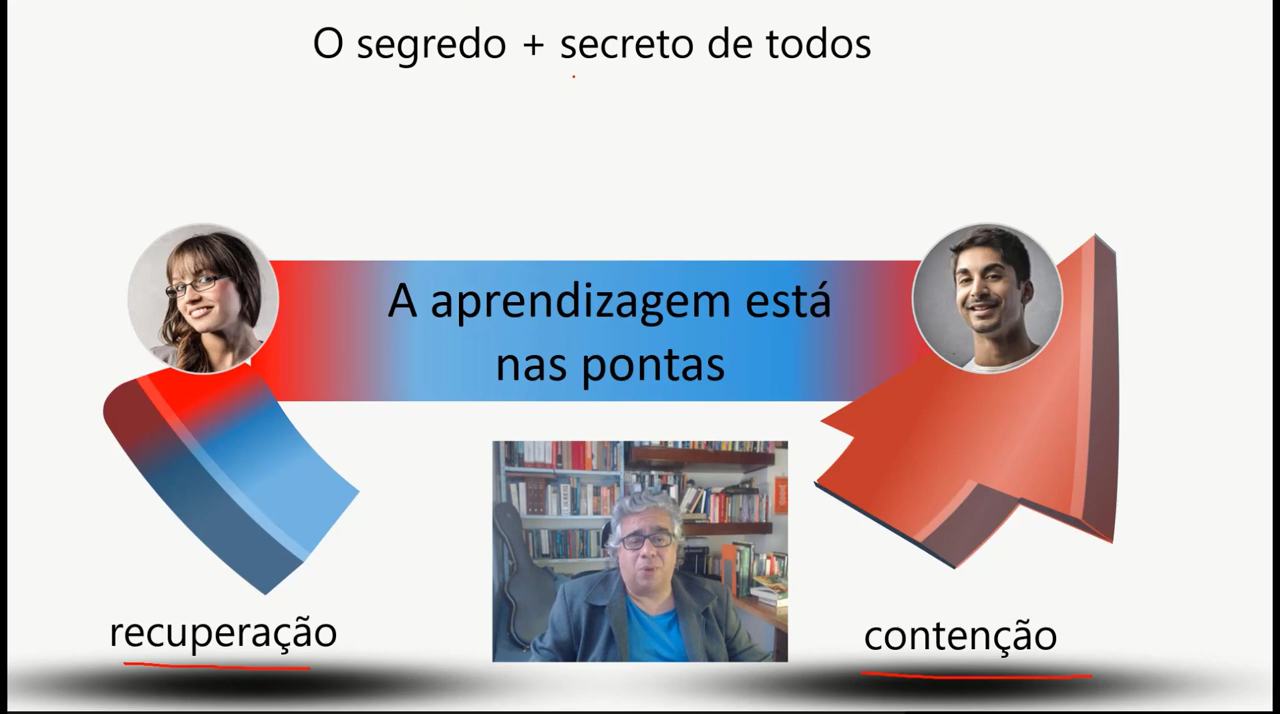 O segredo + secreto de todos
A aprendizagem está
nas pontas
recuperação
contenção